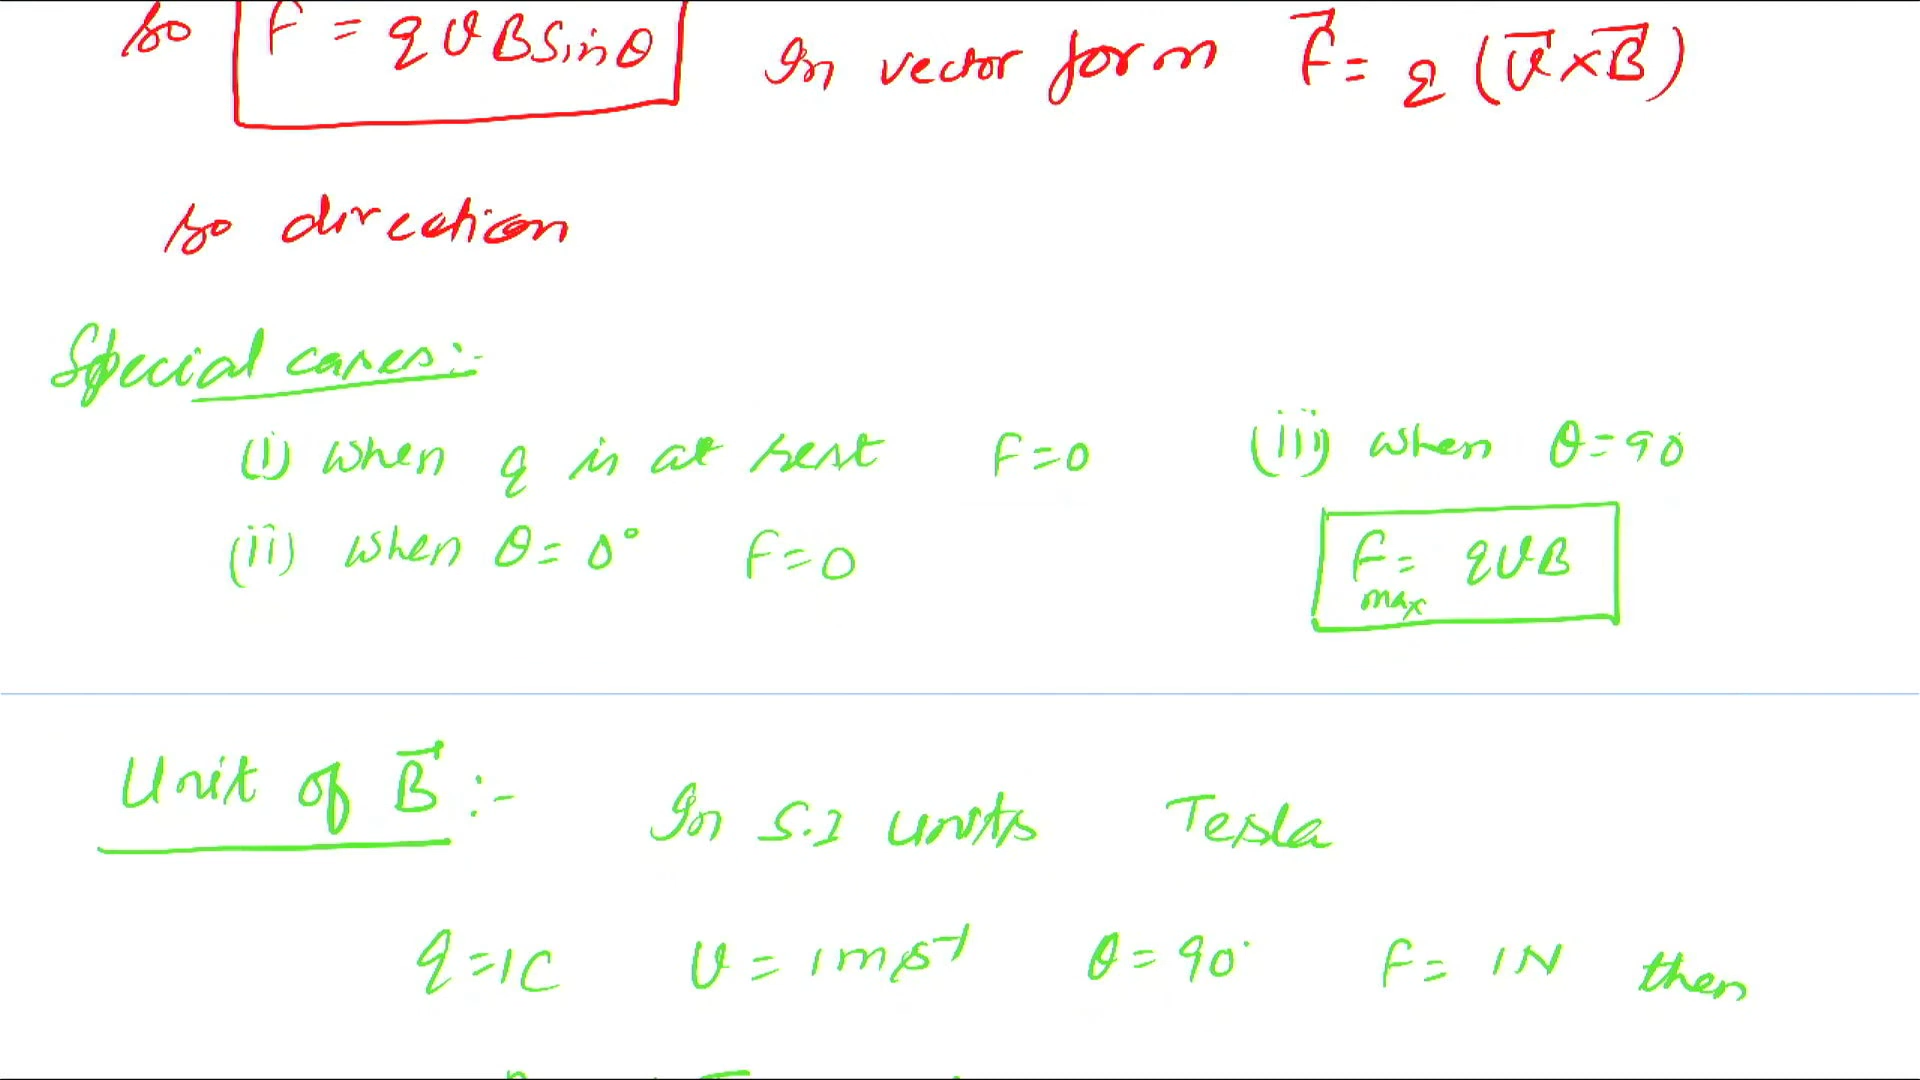 so F = qvBSinθ In vector form F⃗ = q (v⃗ × B⃗)
so direction
Special cases:-
(i) when q is at rest F=0
(ii) when θ = 0° F=0
(iii) when θ=90
Fmax = qvB
Unit of B⃗ :- In S.I units Tesla
q=1C v = 1ms⁻¹ θ = 90° F = 1N then